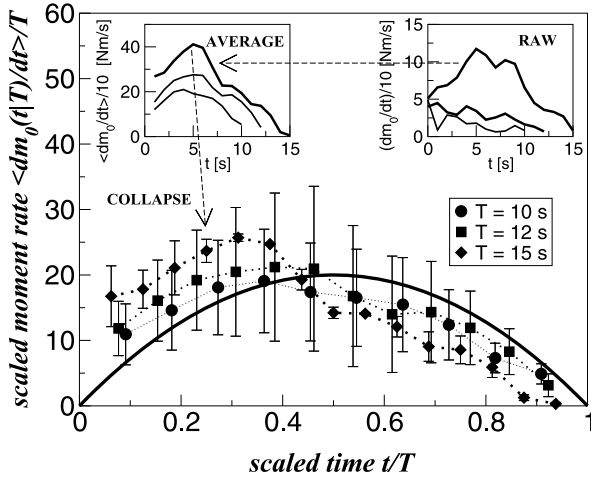 scaled moment rate <dm₀(t|T)/dt>/T
60
50
40
30
20
10
0
0
0.2
0.4
0.6
0.8
1
scaled time t/T
<dm₀/dt>/10 [Nm/s]
40
20
0
0
5
10
15
t [s]
AVERAGE
(dm₀/dt)/10 [Nm/s]
15
10
5
0
0
5
10
15
t [s]
RAW
COLLAPSE
T = 10 s
T = 12 s
T = 15 s